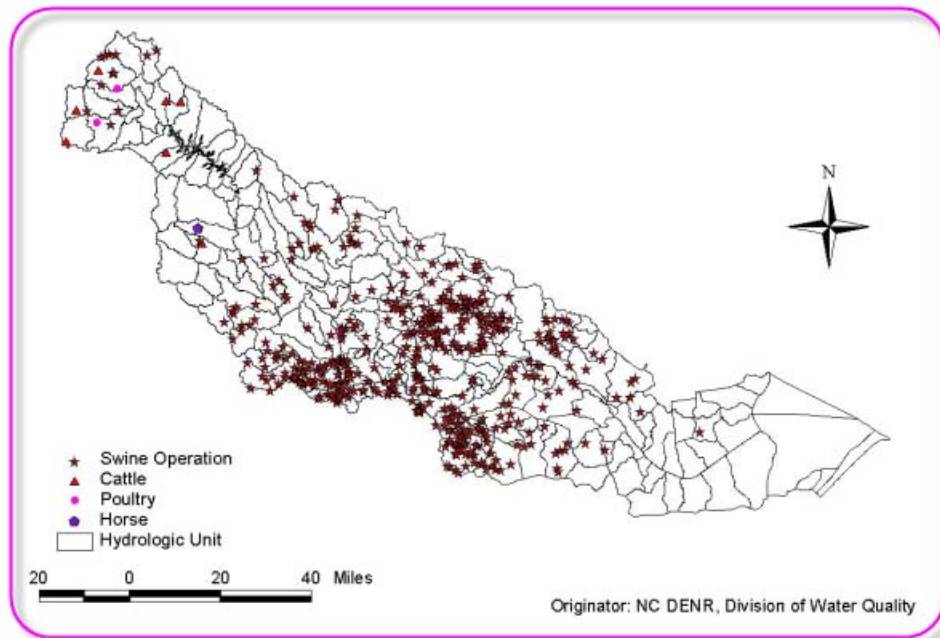 N
Swine Operation
Cattle
Poultry
Horse
Hydrologic Unit
20 0 20 40 Miles
Originator: NC DENR, Division of Water Quality